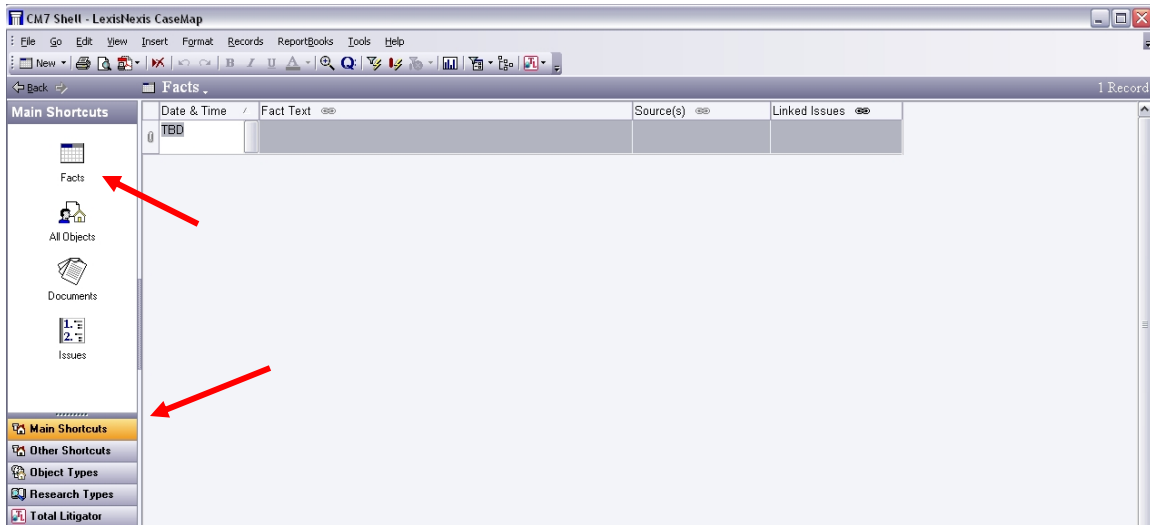 CM7 Shell - LexisNexis CaseMap
File Go Edit View Insert Format Records ReportBooks Tools Help
New B I U A Q:
Back Facts 1 Record
Main Shortcuts Date & Time Fact Text Source(s) Linked Issues
TBD
Facts
All Objects
Documents
1.
2.
Issues
Main Shortcuts
Other Shortcuts
Object Types
Research Types
Total Litigator